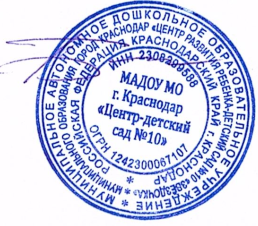 МУНИЦИПАЛЬНОЕ АВТОНОМНОЕ ДОШКОЛЬНОЕ ОБРАЗОВАТЕЛЬНОЕ УЧРЕЖДЕНИЕ *
МУНИЦИПАЛЬНОГО ОБРАЗОВАНИЯ ГОРОД КРАСНОДАР «ЦЕНТР РАЗВИТИЯ РЕБЕНКА-ДЕТСКИЙ САД №10 «ЗВЁЗДОЧКА» *
РОССИЙСКАЯ ФЕДЕРАЦИЯ КРАСНОДАРСКИЙ КРАЙ г. КРАСНОДАР *
ИНН
ОГРН 1242300067107
МАДОУ МО
г. Краснодар
«Центр-детский
сад №10»